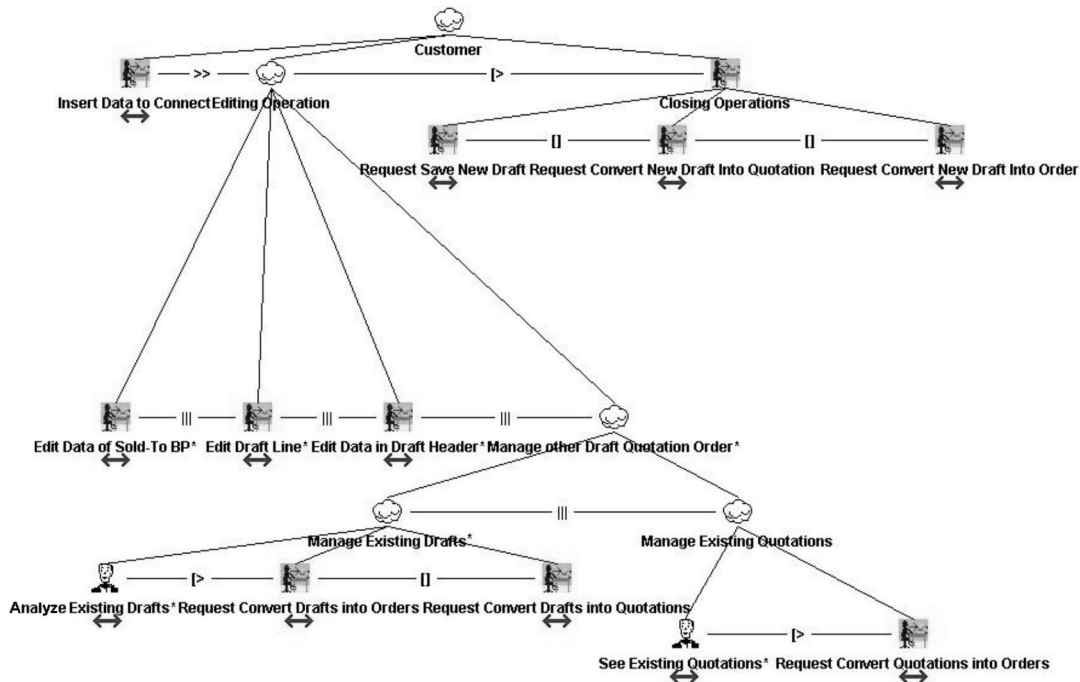 Customer
>> [>
Insert Data to Connect Editing Operation Closing Operations
[] []
Request Save New Draft Request Convert New Draft Into Quotation Request Convert New Draft Into Order
||| ||| |||
Edit Data of Sold-To BP* Edit Draft Line* Edit Data in Draft Header* Manage other Draft Quotation Order*
|||
Manage Existing Drafts* Manage Existing Quotations
[> []
Analyze Existing Drafts* Request Convert Drafts into Orders Request Convert Drafts into Quotations
[>
See Existing Quotations* Request Convert Quotations into Orders